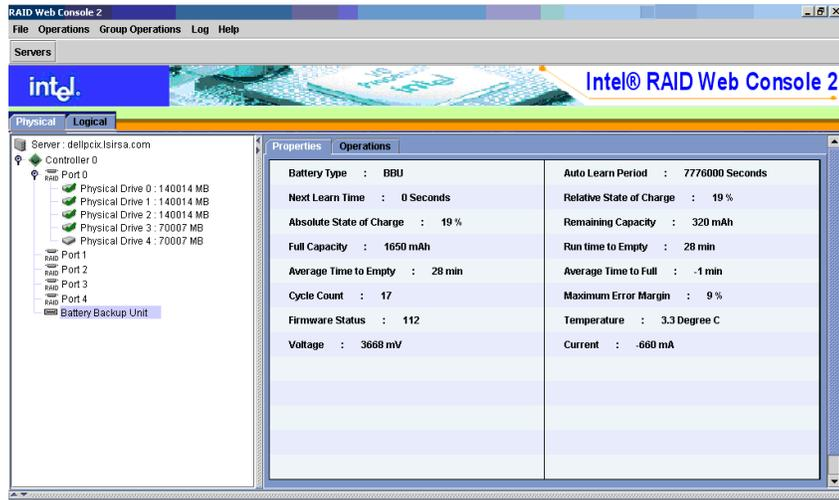 RAID Web Console 2
File Operations Group Operations Log Help
Servers
intel.
Intel® RAID Web Console 2
Physical Logical
Server : dellpcix.lsirsa.com
Controller 0
RAID Port 0
Physical Drive 0 : 140014 MB
Physical Drive 1 : 140014 MB
Physical Drive 2 : 140014 MB
Physical Drive 3 : 70007 MB
Physical Drive 4 : 70007 MB
RAID Port 1
RAID Port 2
RAID Port 3
RAID Port 4
Battery Backup Unit
Properties Operations
Battery Type : BBU
Auto Learn Period : 7776000 Seconds
Next Learn Time : 0 Seconds
Relative State of Charge : 19 %
Absolute State of Charge : 19 %
Remaining Capacity : 320 mAh
Full Capacity : 1650 mAh
Run time to Empty : 28 min
Average Time to Empty : 28 min
Average Time to Full : -1 min
Cycle Count : 17
Maximum Error Margin : 9 %
Firmware Status : 112
Temperature : 3.3 Degree C
Voltage : 3668 mV
Current : -660 mA